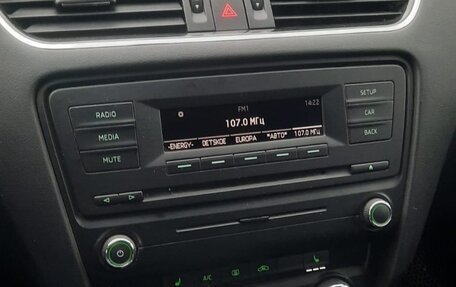 FM1 14:22
107.0 МГц
-ENERGY- DETSKOE EUROPA "АВТО" 107.0 МГц
RADIO
MEDIA
MUTE
SETUP
CAR
BACK
A/C